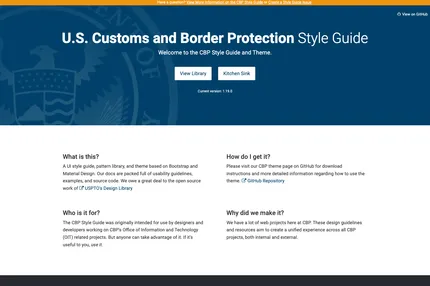 Have a question? View More Information on the CBP Style Guide or Create a Style Guide Issue
View on GitHub
U.S. Customs and Border Protection Style Guide
Welcome to the CBP Style Guide and Theme.
View Library
Kitchen Sink
Current version: 1.16.0
What is this?
A UI style guide, pattern library, and theme based on Bootstrap and
Material Design. Our docs are packed full of usability guidelines,
examples, and source code. We owe a great deal to the open source
work of USPTO's Design Library.
How do I get it?
Please visit our CBP theme page on GitHub for download
instructions and more detailed information regarding how to use the
theme. GitHub Repository
Who is it for?
The CBP Style Guide was originally intended for use by designers and
developers working on CBP's Office of Information and Technology
(OIT) related projects. But anyone can take advantage of it. If it's
useful to you, use it.
Why did we make it?
We have a lot of web projects here at CBP. These design guidelines
and resources aim to create a unified experience across all CBP
projects, both internal and external.